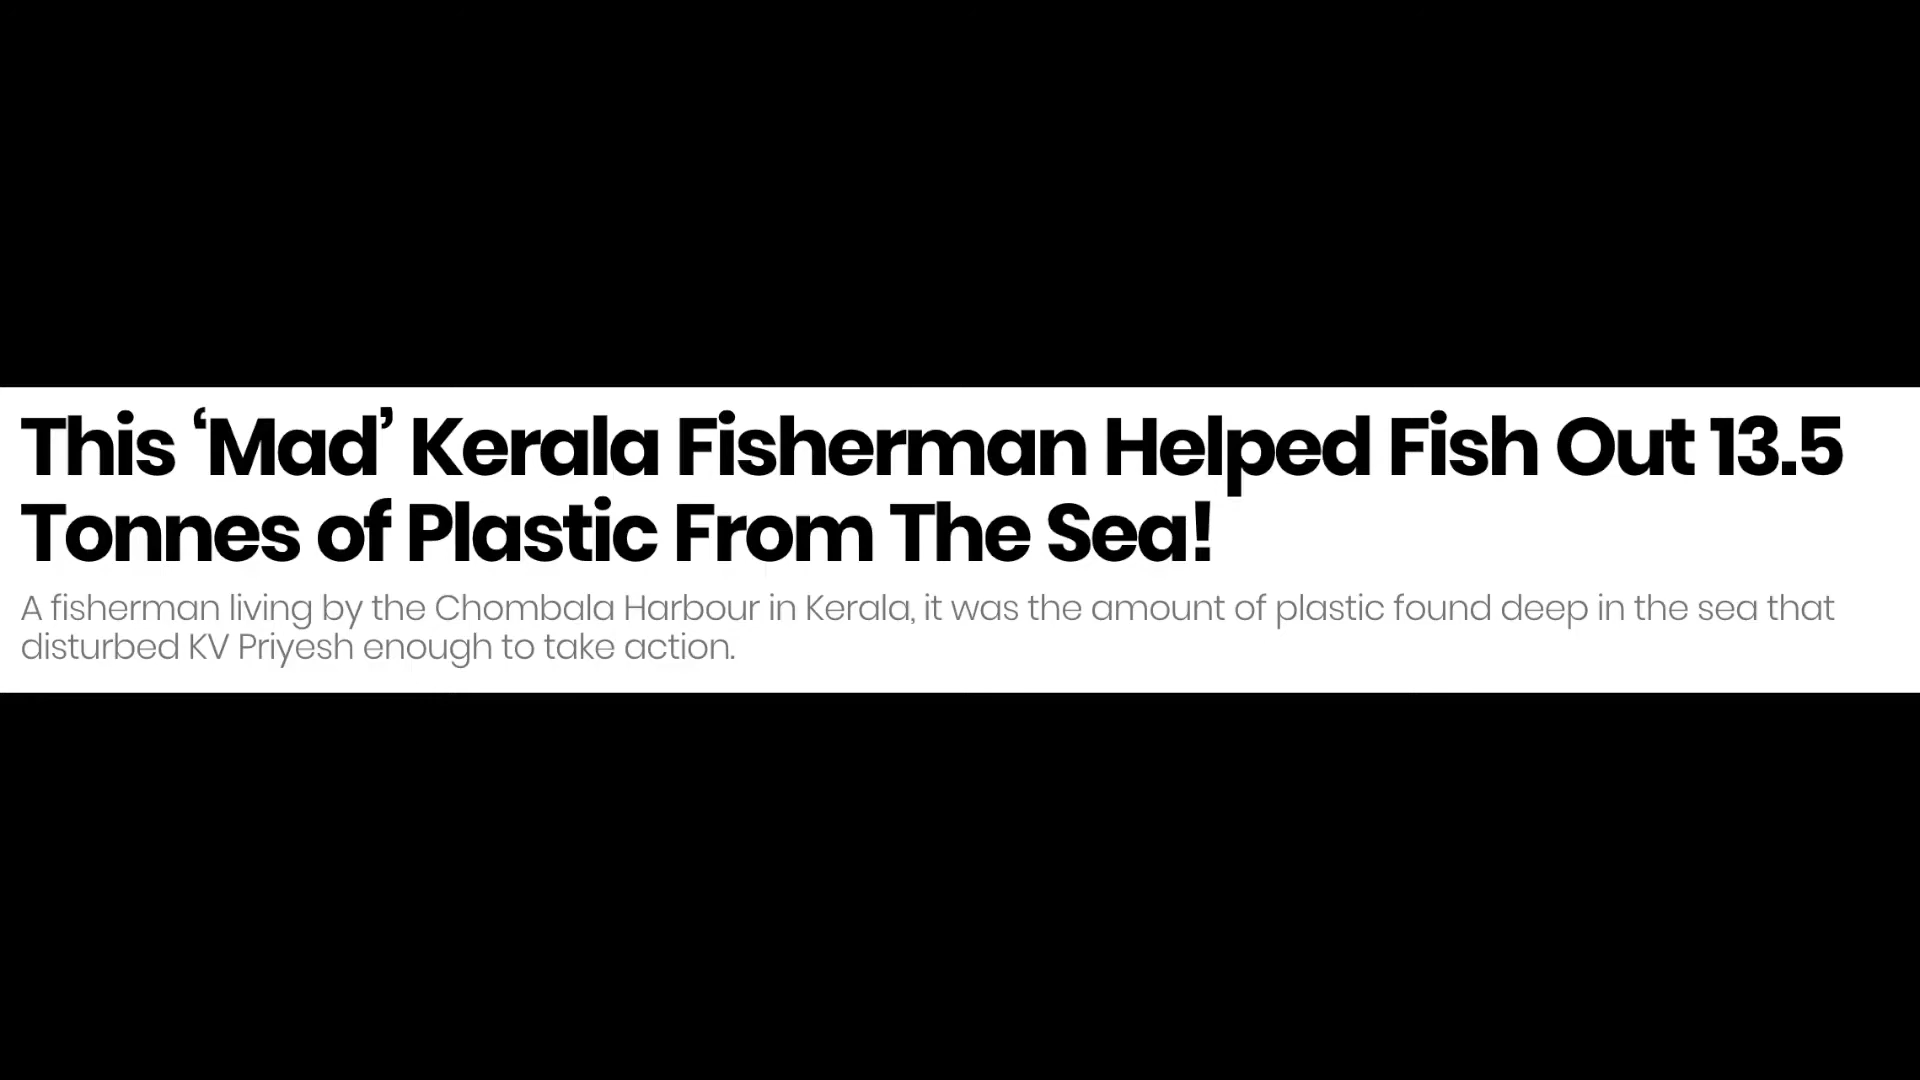 This ‘Mad’ Kerala Fisherman Helped Fish Out 13.5
Tonnes of Plastic From The Sea!
A fisherman living by the Chombala Harbour in Kerala, it was the amount of plastic found deep in the sea that
disturbed KV Priyesh enough to take action.